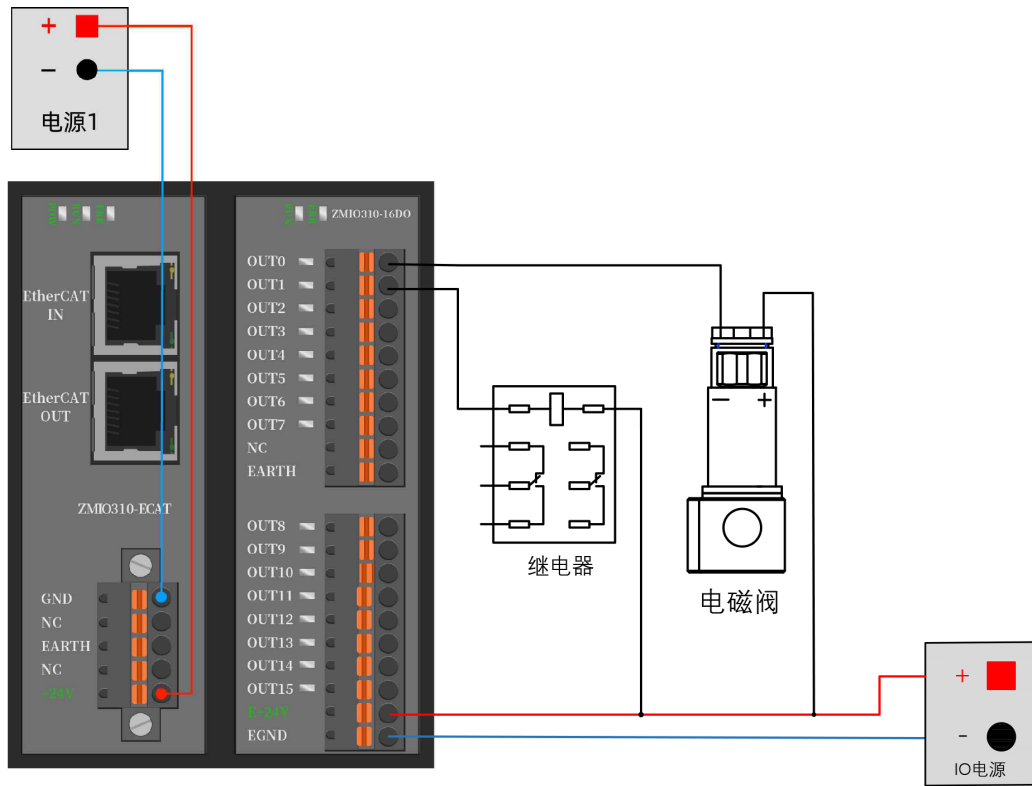 +
−
电源1
ZMIO310-16DO
EtherCAT
IN
EtherCAT
OUT
ZMIO310-ECAT
GND
NC
EARTH
NC
OUT0
OUT1
OUT2
OUT3
OUT4
OUT5
OUT6
OUT7
NC
EARTH
OUT8
OUT9
OUT10
OUT11
OUT12
OUT13
OUT14
OUT15
EGND
继电器
− +
电磁阀
+
-
IO电源